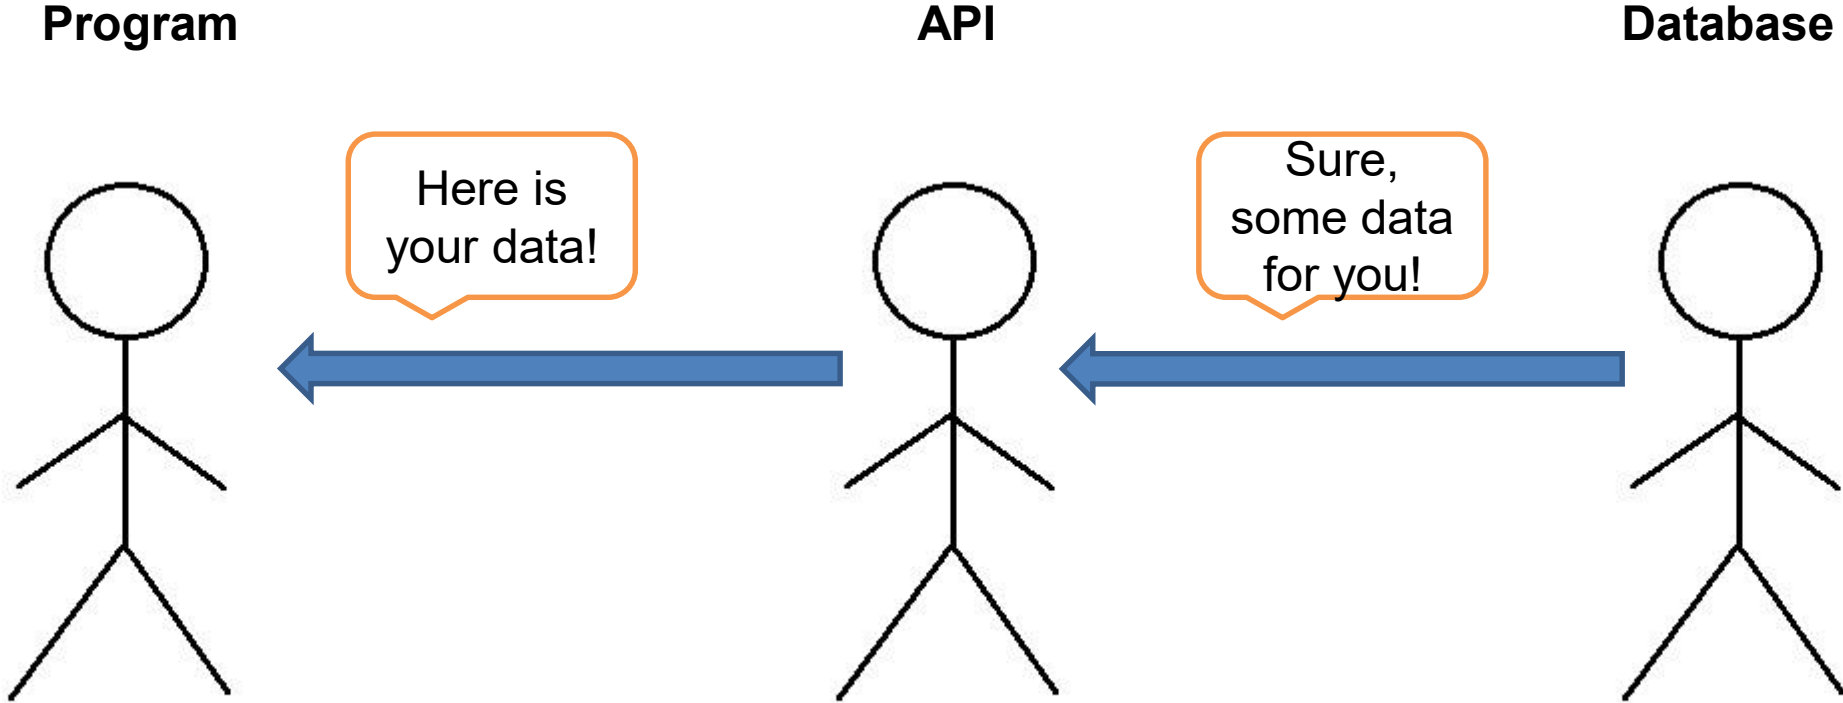 Program
API
Database
Here is
your data!
Sure,
some data
for you!